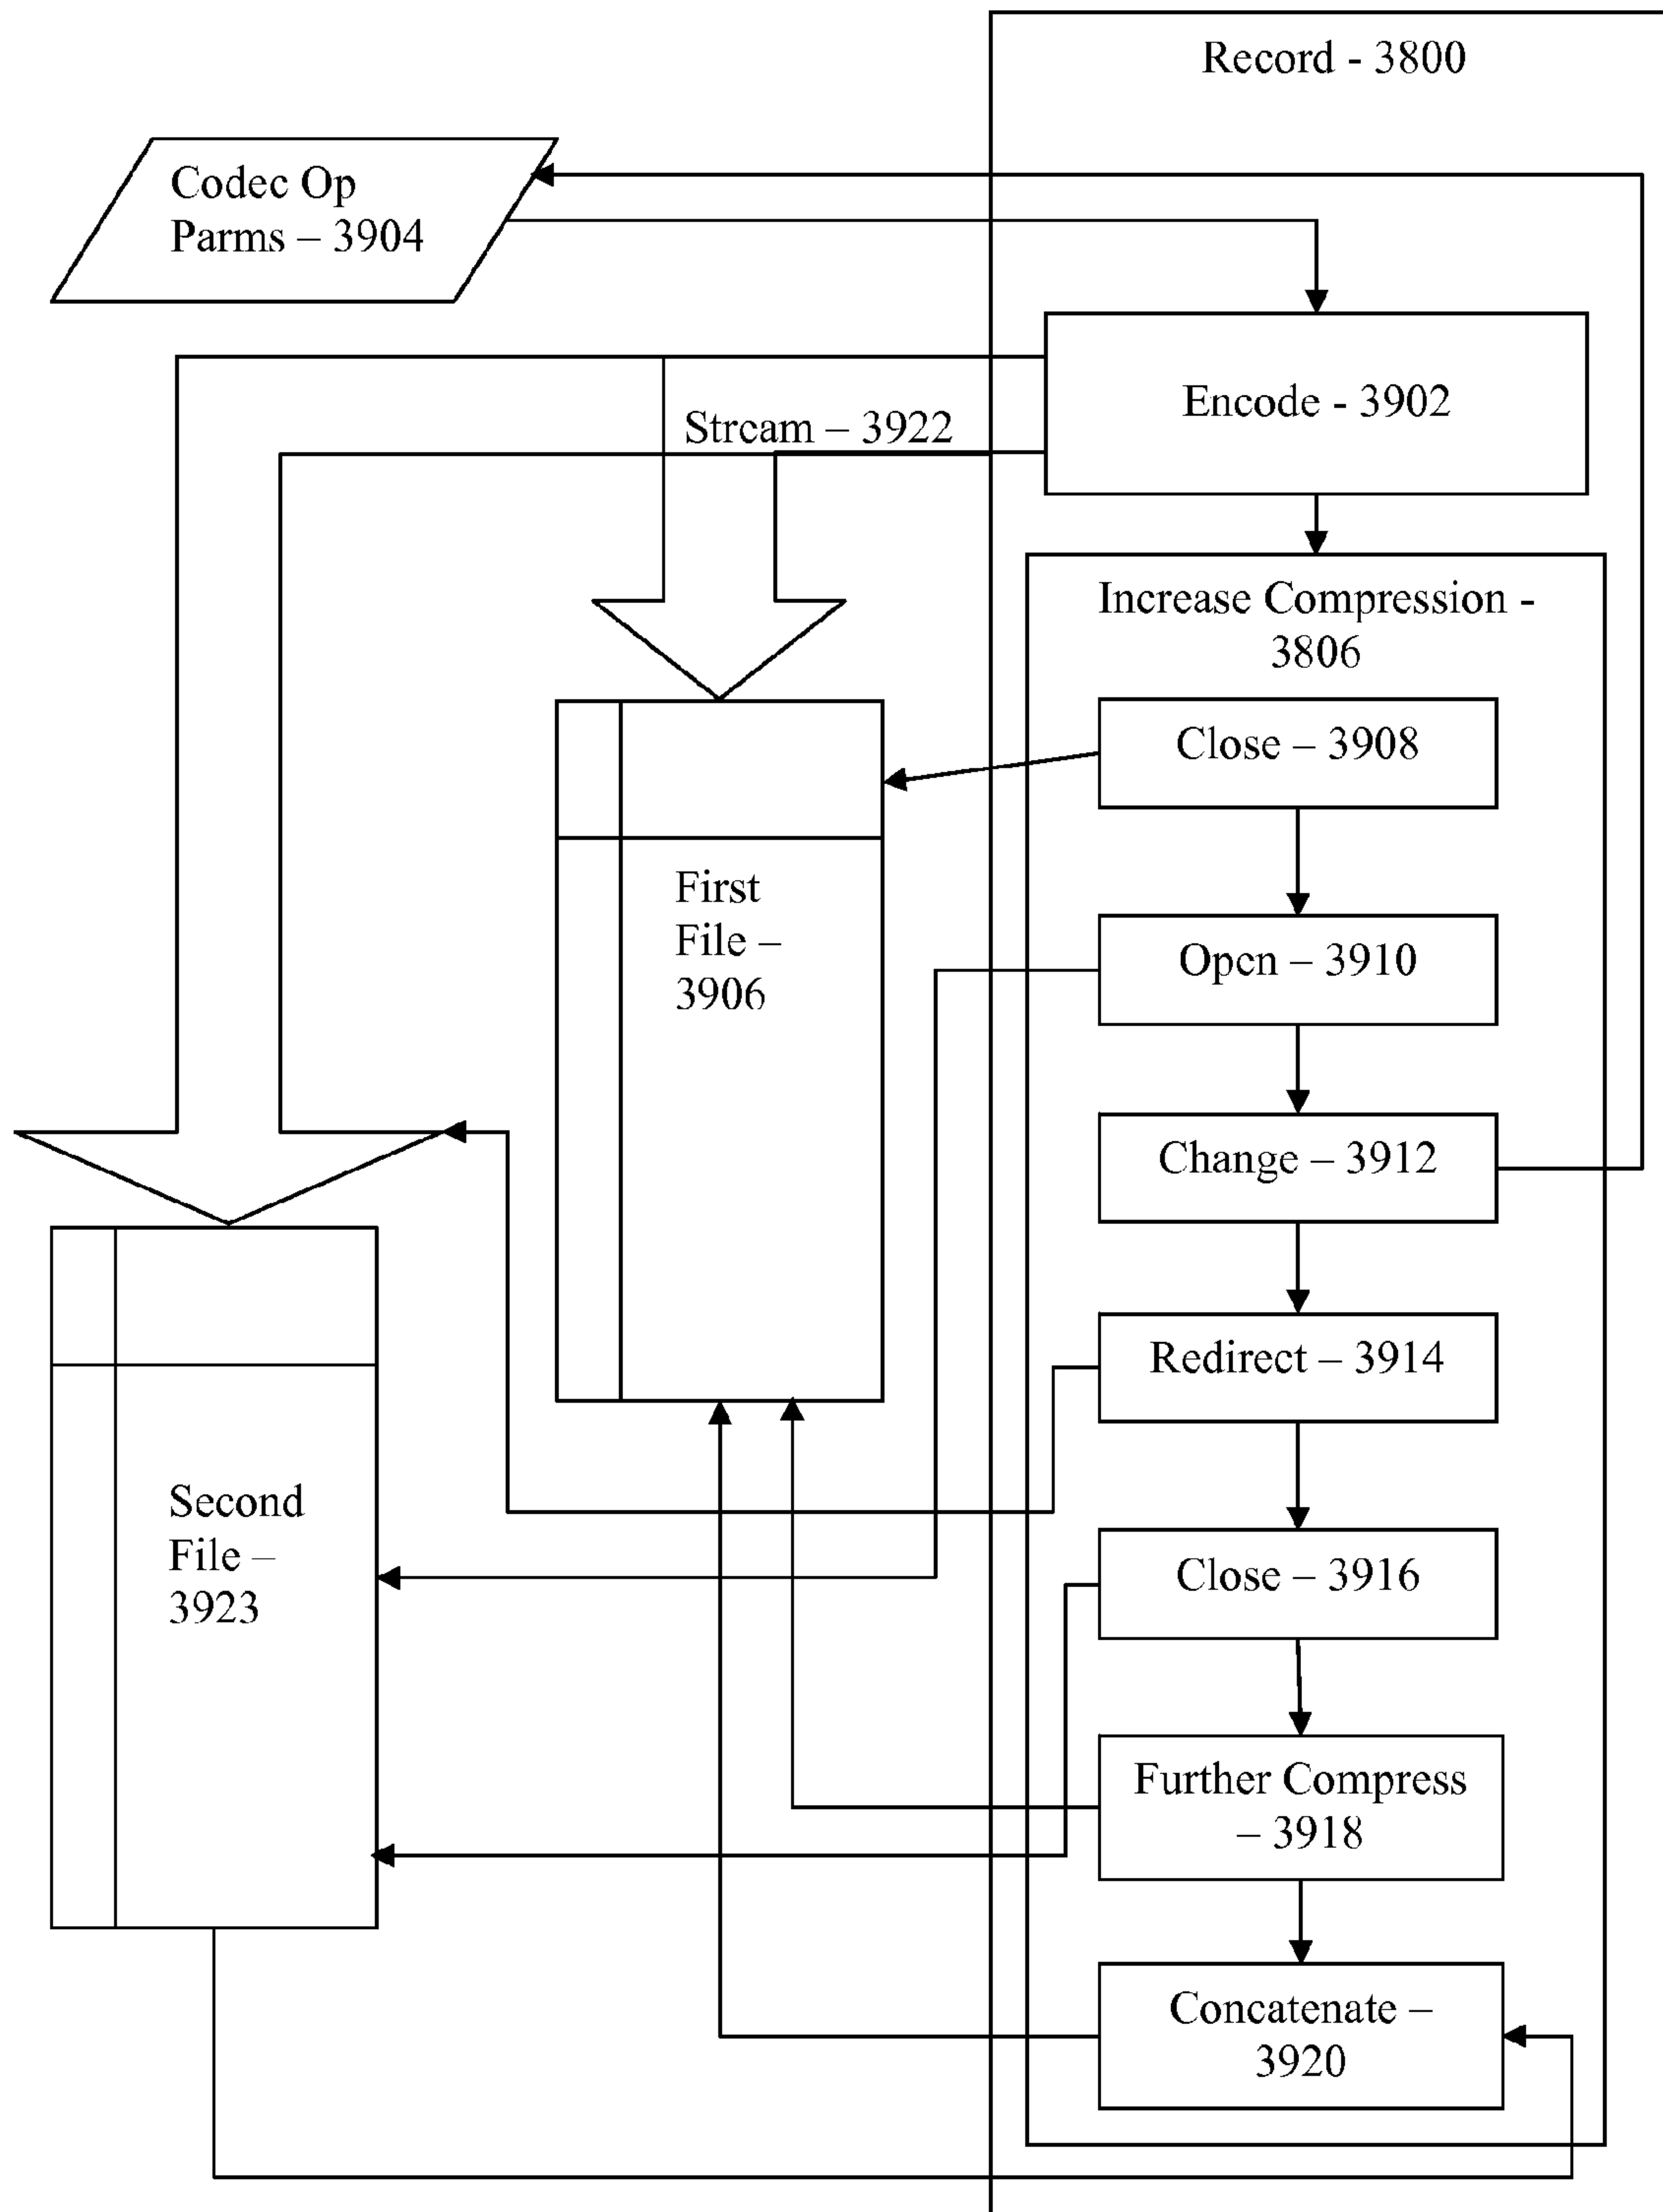 Record - 3800
Codec Op
Parms – 3904
Encode - 3902
Stream – 3922
Increase Compression -
3806
Close – 3908
First
File –
3906
Open – 3910
Change – 3912
Redirect – 3914
Second
File –
3923
Close – 3916
Further Compress
– 3918
Concatenate –
3920